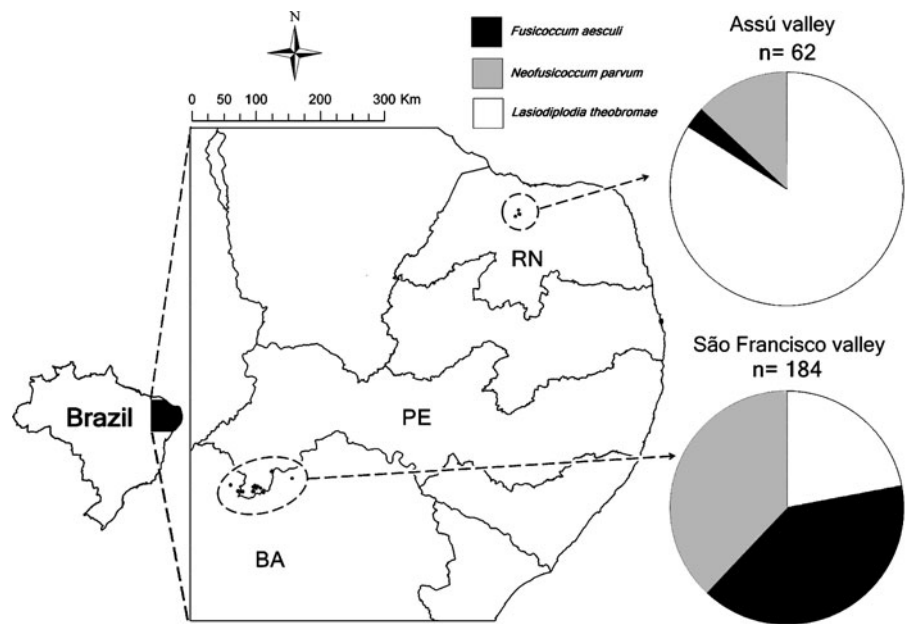 N
0 50 100 200 300 Km
Fusicoccum aesculi
Neofusicoccum parvum
Lasiodiplodia theobromae
Assú valley
n= 62
RN
São Francisco valley
n= 184
Brazil
PE
BA